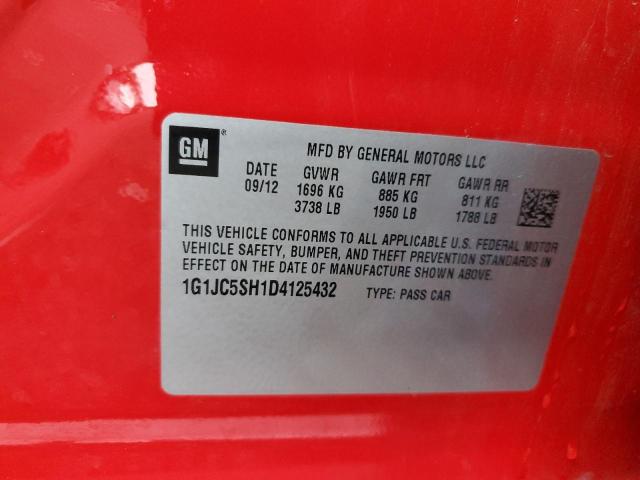 GM®
MFD BY GENERAL MOTORS LLC
DATE GVWR GAWR FRT GAWR RR
09/12 1696 KG 885 KG 811 KG
3738 LB 1950 LB 1788 LB
THIS VEHICLE CONFORMS TO ALL APPLICABLE U.S. FEDERAL MOTOR
VEHICLE SAFETY, BUMPER, AND THEFT PREVENTION STANDARDS IN
EFFECT ON THE DATE OF MANUFACTURE SHOWN ABOVE.
1G1JC5SH1D4125432 TYPE: PASS CAR